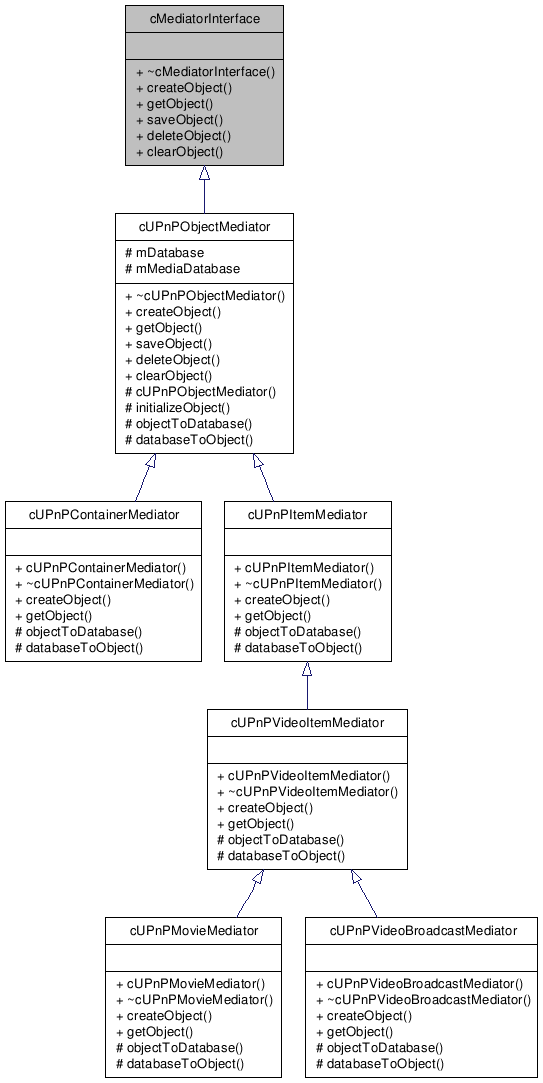 cMediatorInterface
+ ~cMediatorInterface()
+ createObject()
+ getObject()
+ saveObject()
+ deleteObject()
+ clearObject()
cUPnPObjectMediator
# mDatabase
# mMediaDatabase
+ ~cUPnPObjectMediator()
+ createObject()
+ getObject()
+ saveObject()
+ deleteObject()
+ clearObject()
# cUPnPObjectMediator()
# initializeObject()
# objectToDatabase()
# databaseToObject()
cUPnPContainerMediator
+ cUPnPContainerMediator()
+ ~cUPnPContainerMediator()
+ createObject()
+ getObject()
# objectToDatabase()
# databaseToObject()
cUPnPItemMediator
+ cUPnPItemMediator()
+ ~cUPnPItemMediator()
+ createObject()
+ getObject()
# objectToDatabase()
# databaseToObject()
cUPnPVideoItemMediator
+ cUPnPVideoItemMediator()
+ ~cUPnPVideoItemMediator()
+ createObject()
+ getObject()
# objectToDatabase()
# databaseToObject()
cUPnPMovieMediator
+ cUPnPMovieMediator()
+ ~cUPnPMovieMediator()
+ createObject()
+ getObject()
# objectToDatabase()
# databaseToObject()
cUPnPVideoBroadcastMediator
+ cUPnPVideoBroadcastMediator()
+ ~cUPnPVideoBroadcastMediator()
+ createObject()
+ getObject()
# objectToDatabase()
# databaseToObject()